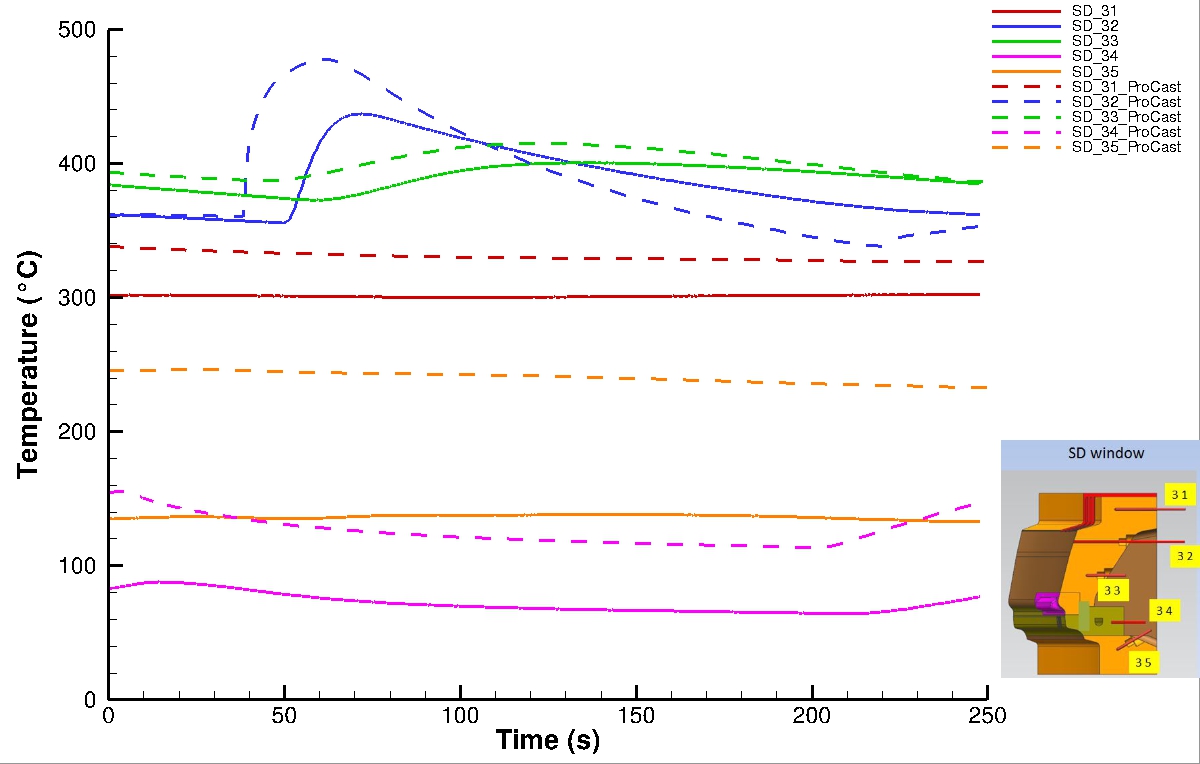 500
400
300
200
100
0
Temperature (°C)
0 50 100 150 200 250
Time (s)
SD_31
SD_32
SD_33
SD_34
SD_35
SD_31_ProCast
SD_32_ProCast
SD_33_ProCast
SD_34_ProCast
SD_35_ProCast
SD window
31
32
33
34
35